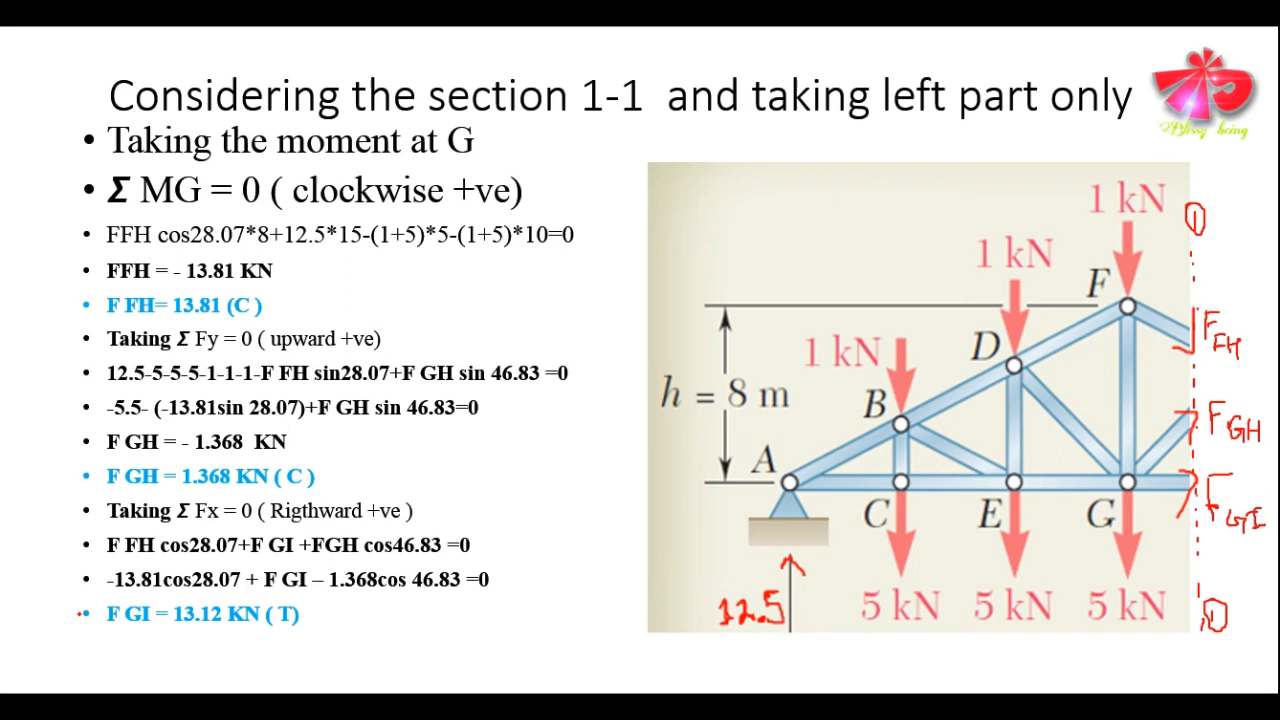 Considering the section 1-1 and taking left part only
Blissy being
• Taking the moment at G
• Σ MG = 0 ( clockwise +ve)
• FFH cos28.07*8+12.5*15-(1+5)*5-(1+5)*10=0
• FFH = - 13.81 KN
• F FH= 13.81 (C )
• Taking Σ Fy = 0 ( upward +ve)
• 12.5-5-5-5-1-1-1-F FH sin28.07+F GH sin 46.83 =0
• -5.5- (-13.81sin 28.07)+F GH sin 46.83=0
• F GH = - 1.368 KN
• F GH = 1.368 KN ( C )
• Taking Σ Fx = 0 ( Rigthward +ve )
• F FH cos28.07+F GI +FGH cos46.83 =0
• -13.81cos28.07 + F GI – 1.368cos 46.83 =0
• F GI = 13.12 KN ( T)
1 kN
1
1 kN
F
F FH
1 kN
D
h = 8 m
B
F GH
A
F GI
C E G
12.5
5 kN 5 kN 5 kN
1